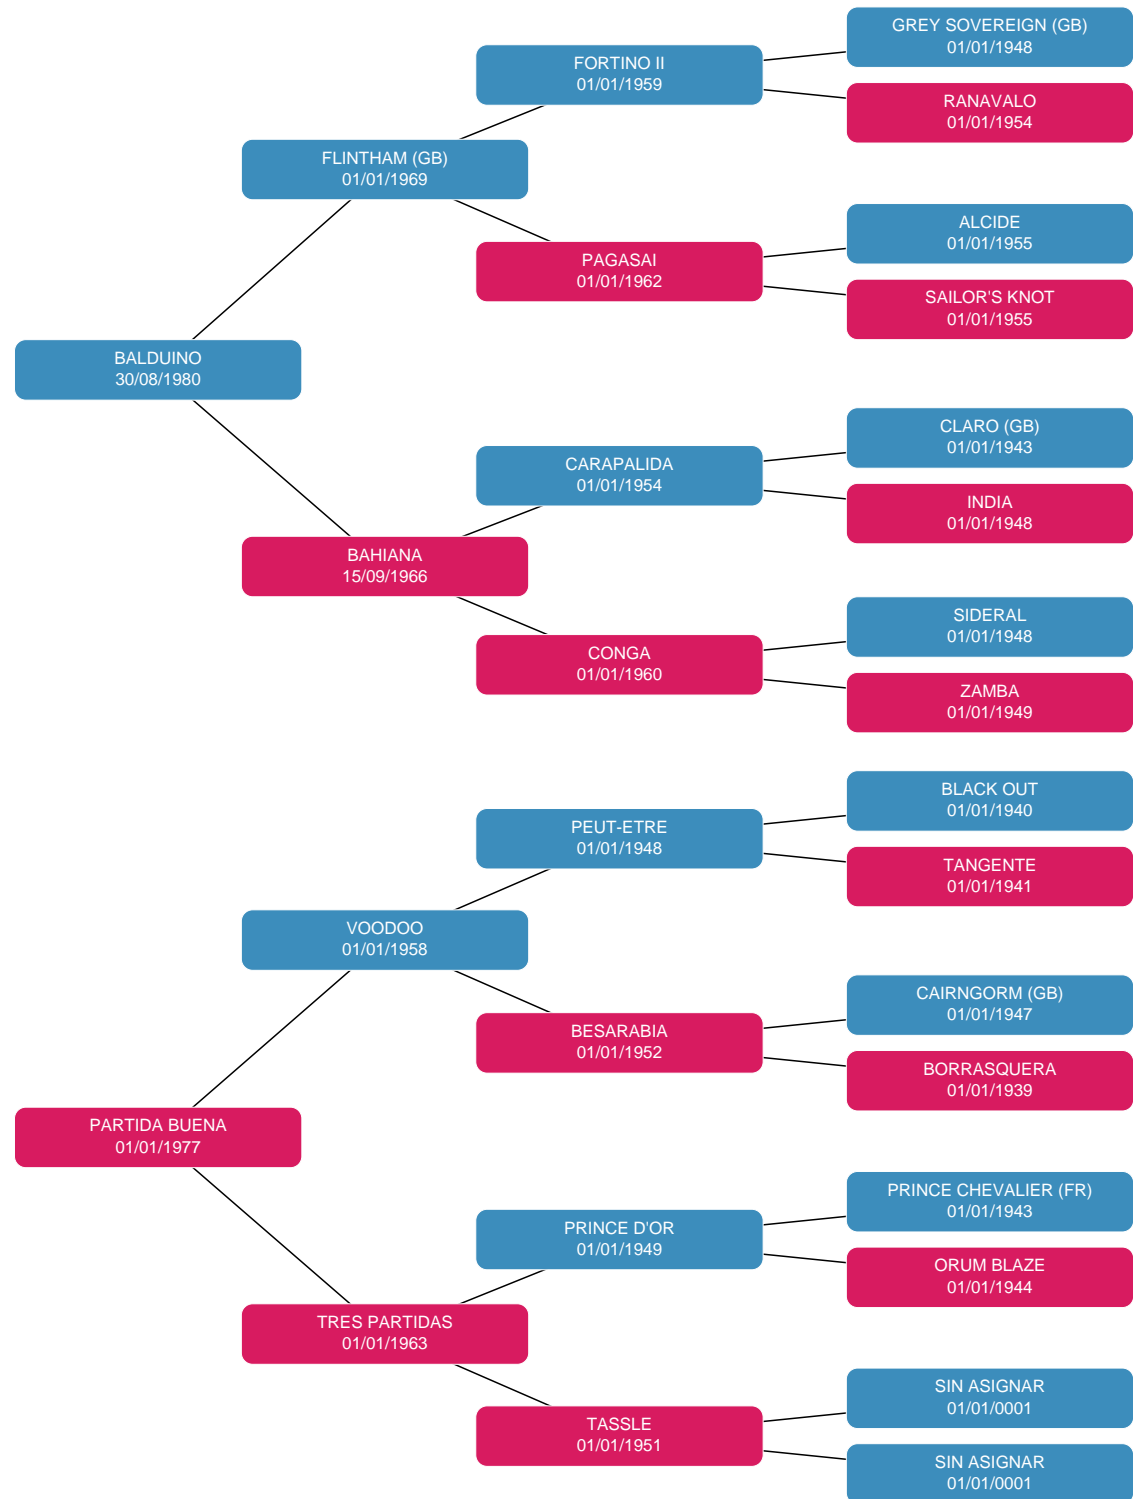 GREY SOVEREIGN (GB)
01/01/1948
FORTINO II
01/01/1959
RANAVALO
01/01/1954
FLINTHAM (GB)
01/01/1969
ALCIDE
01/01/1955
PAGASAI
01/01/1962
SAILOR'S KNOT
01/01/1955
BALDUINO
30/08/1980
CLARO (GB)
01/01/1943
CARAPALIDA
01/01/1954
INDIA
01/01/1948
BAHIANA
15/09/1966
SIDERAL
01/01/1948
CONGA
01/01/1960
ZAMBA
01/01/1949
BLACK OUT
01/01/1940
PEUT-ETRE
01/01/1948
TANGENTE
01/01/1941
VOODOO
01/01/1958
CAIRNGORM (GB)
01/01/1947
BESARABIA
01/01/1952
BORRASQUERA
01/01/1939
PARTIDA BUENA
01/01/1977
PRINCE CHEVALIER (FR)
01/01/1943
PRINCE D'OR
01/01/1949
ORUM BLAZE
01/01/1944
TRES PARTIDAS
01/01/1963
SIN ASIGNAR
01/01/0001
TASSLE
01/01/1951
SIN ASIGNAR
01/01/0001